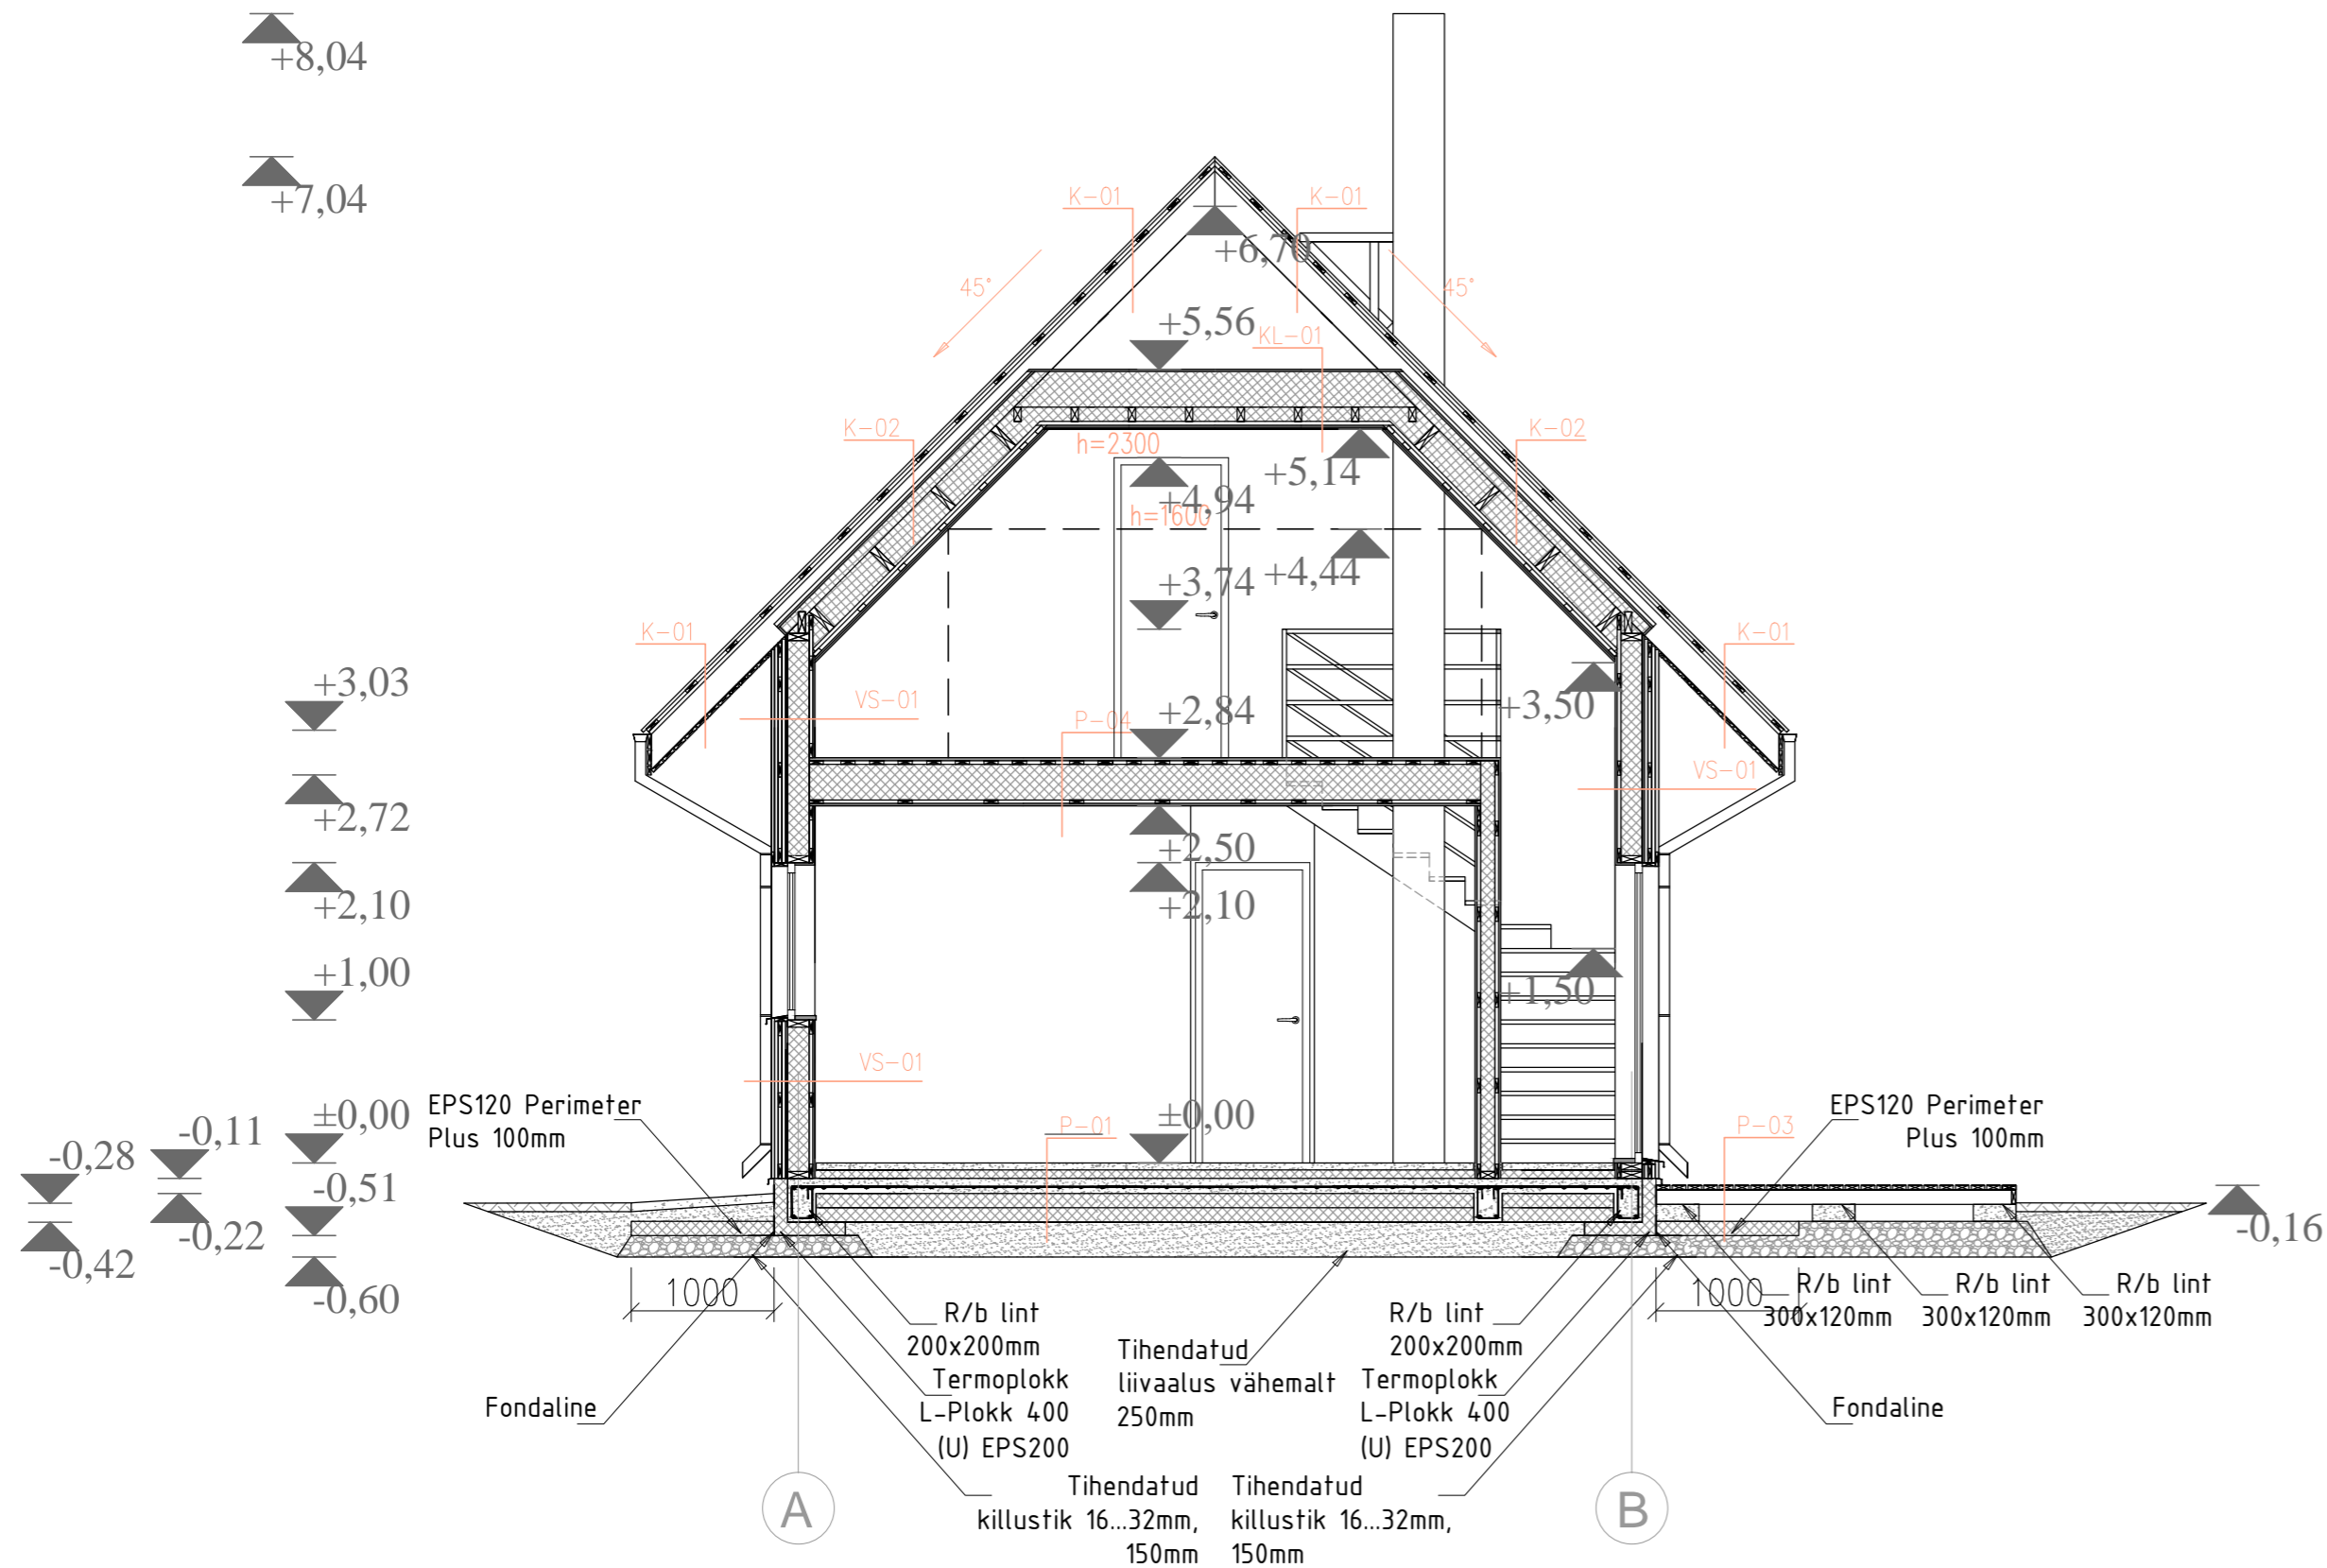 +8,04
+7,04
K-01
K-01
+6,70
45°
45°
+5,56
KL-01
K-02
K-02
h=2300
+5,14
+4,94
h=1600
+4,44
+3,74
K-01
K-01
+3,03
VS-01
+3,50
P-04
+2,84
VS-01
+2,72
+2,50
+2,10
+2,10
+1,00
+1,50
VS-01
EPS120 Perimeter
Plus 100mm
±0,00
±0,00
P-01
EPS120 Perimeter
Plus 100mm
P-03
-0,28
-0,11
-0,51
-0,22
-0,42
-0,60
-0,16
1000
1000
R/b lint
300x120mm
R/b lint
300x120mm
R/b lint
300x120mm
R/b lint
200x200mm
R/b lint
200x200mm
Tihendatud
liivaalus vähemalt
250mm
Termoplokk
L-Plokk 400
(U) EPS200
Termoplokk
L-Plokk 400
(U) EPS200
Fondaline
Fondaline
Tihendatud
killustik 16...32mm,
150mm
Tihendatud
killustik 16...32mm,
150mm
A
B